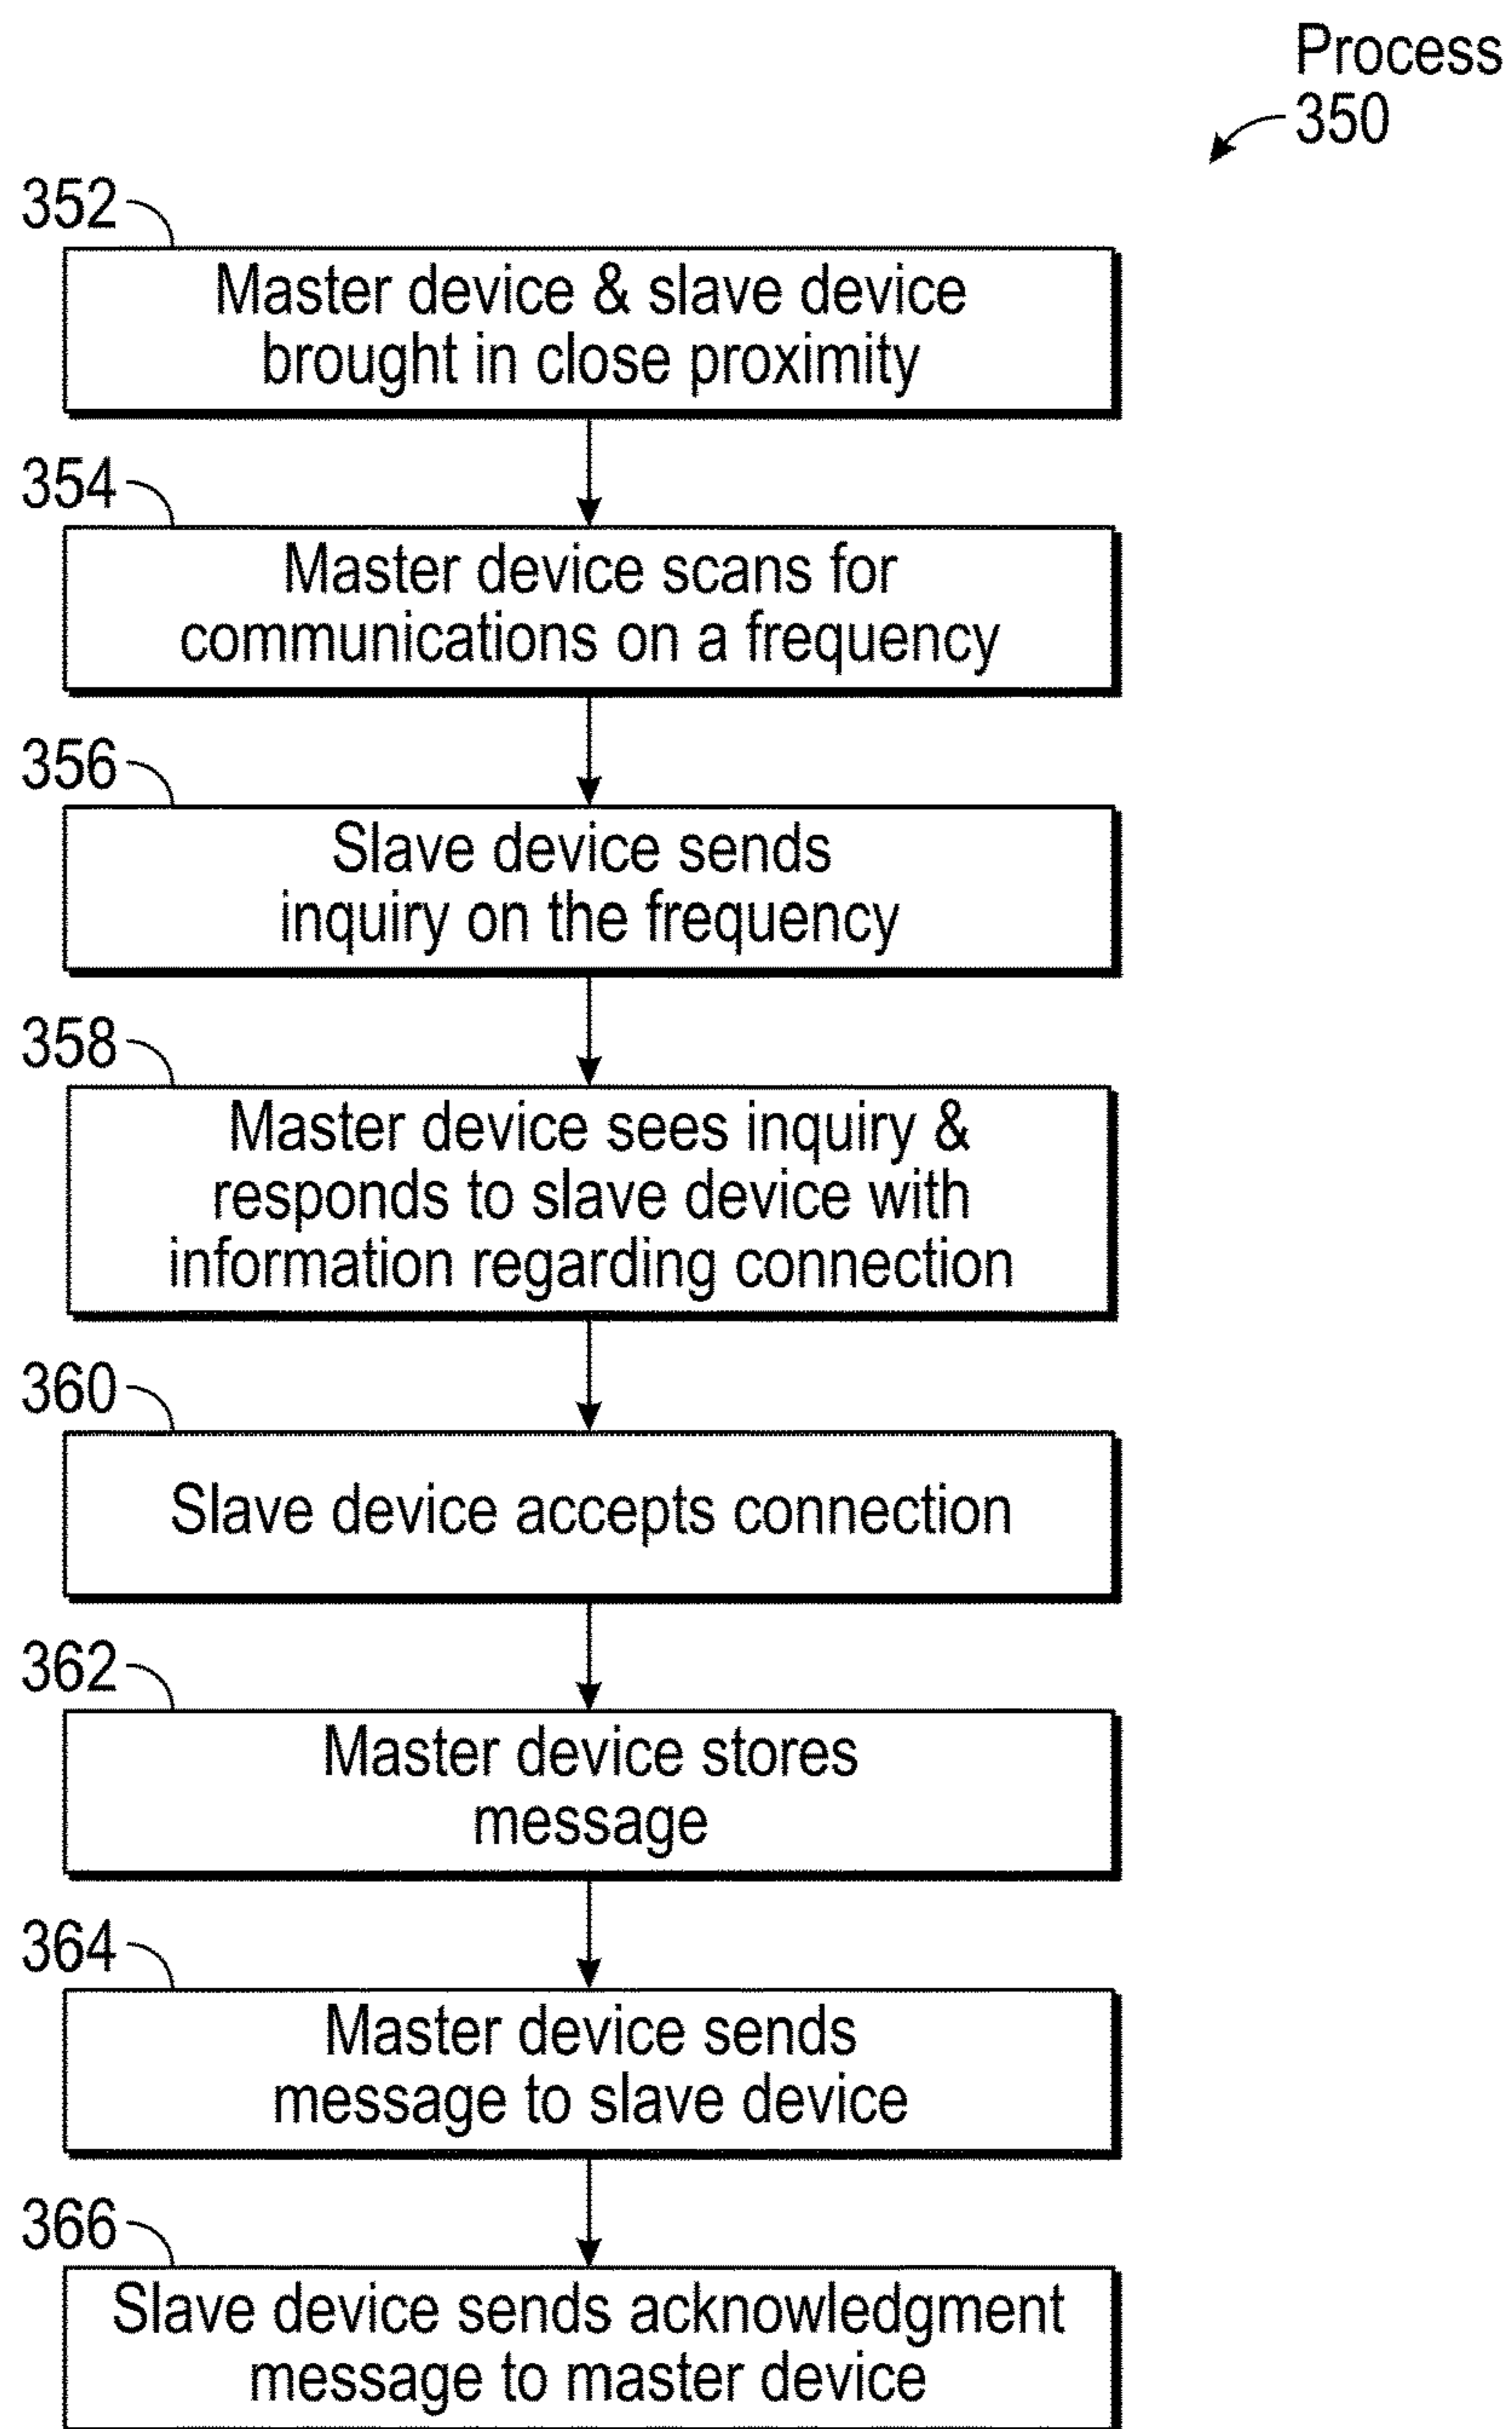 Process
350
352
Master device & slave device
brought in close proximity
354
Master device scans for
communications on a frequency
356
Slave device sends
inquiry on the frequency
358
Master device sees inquiry &
responds to slave device with
information regarding connection
360
Slave device accepts connection
362
Master device stores
message
364
Master device sends
message to slave device
366
Slave device sends acknowledgment
message to master device